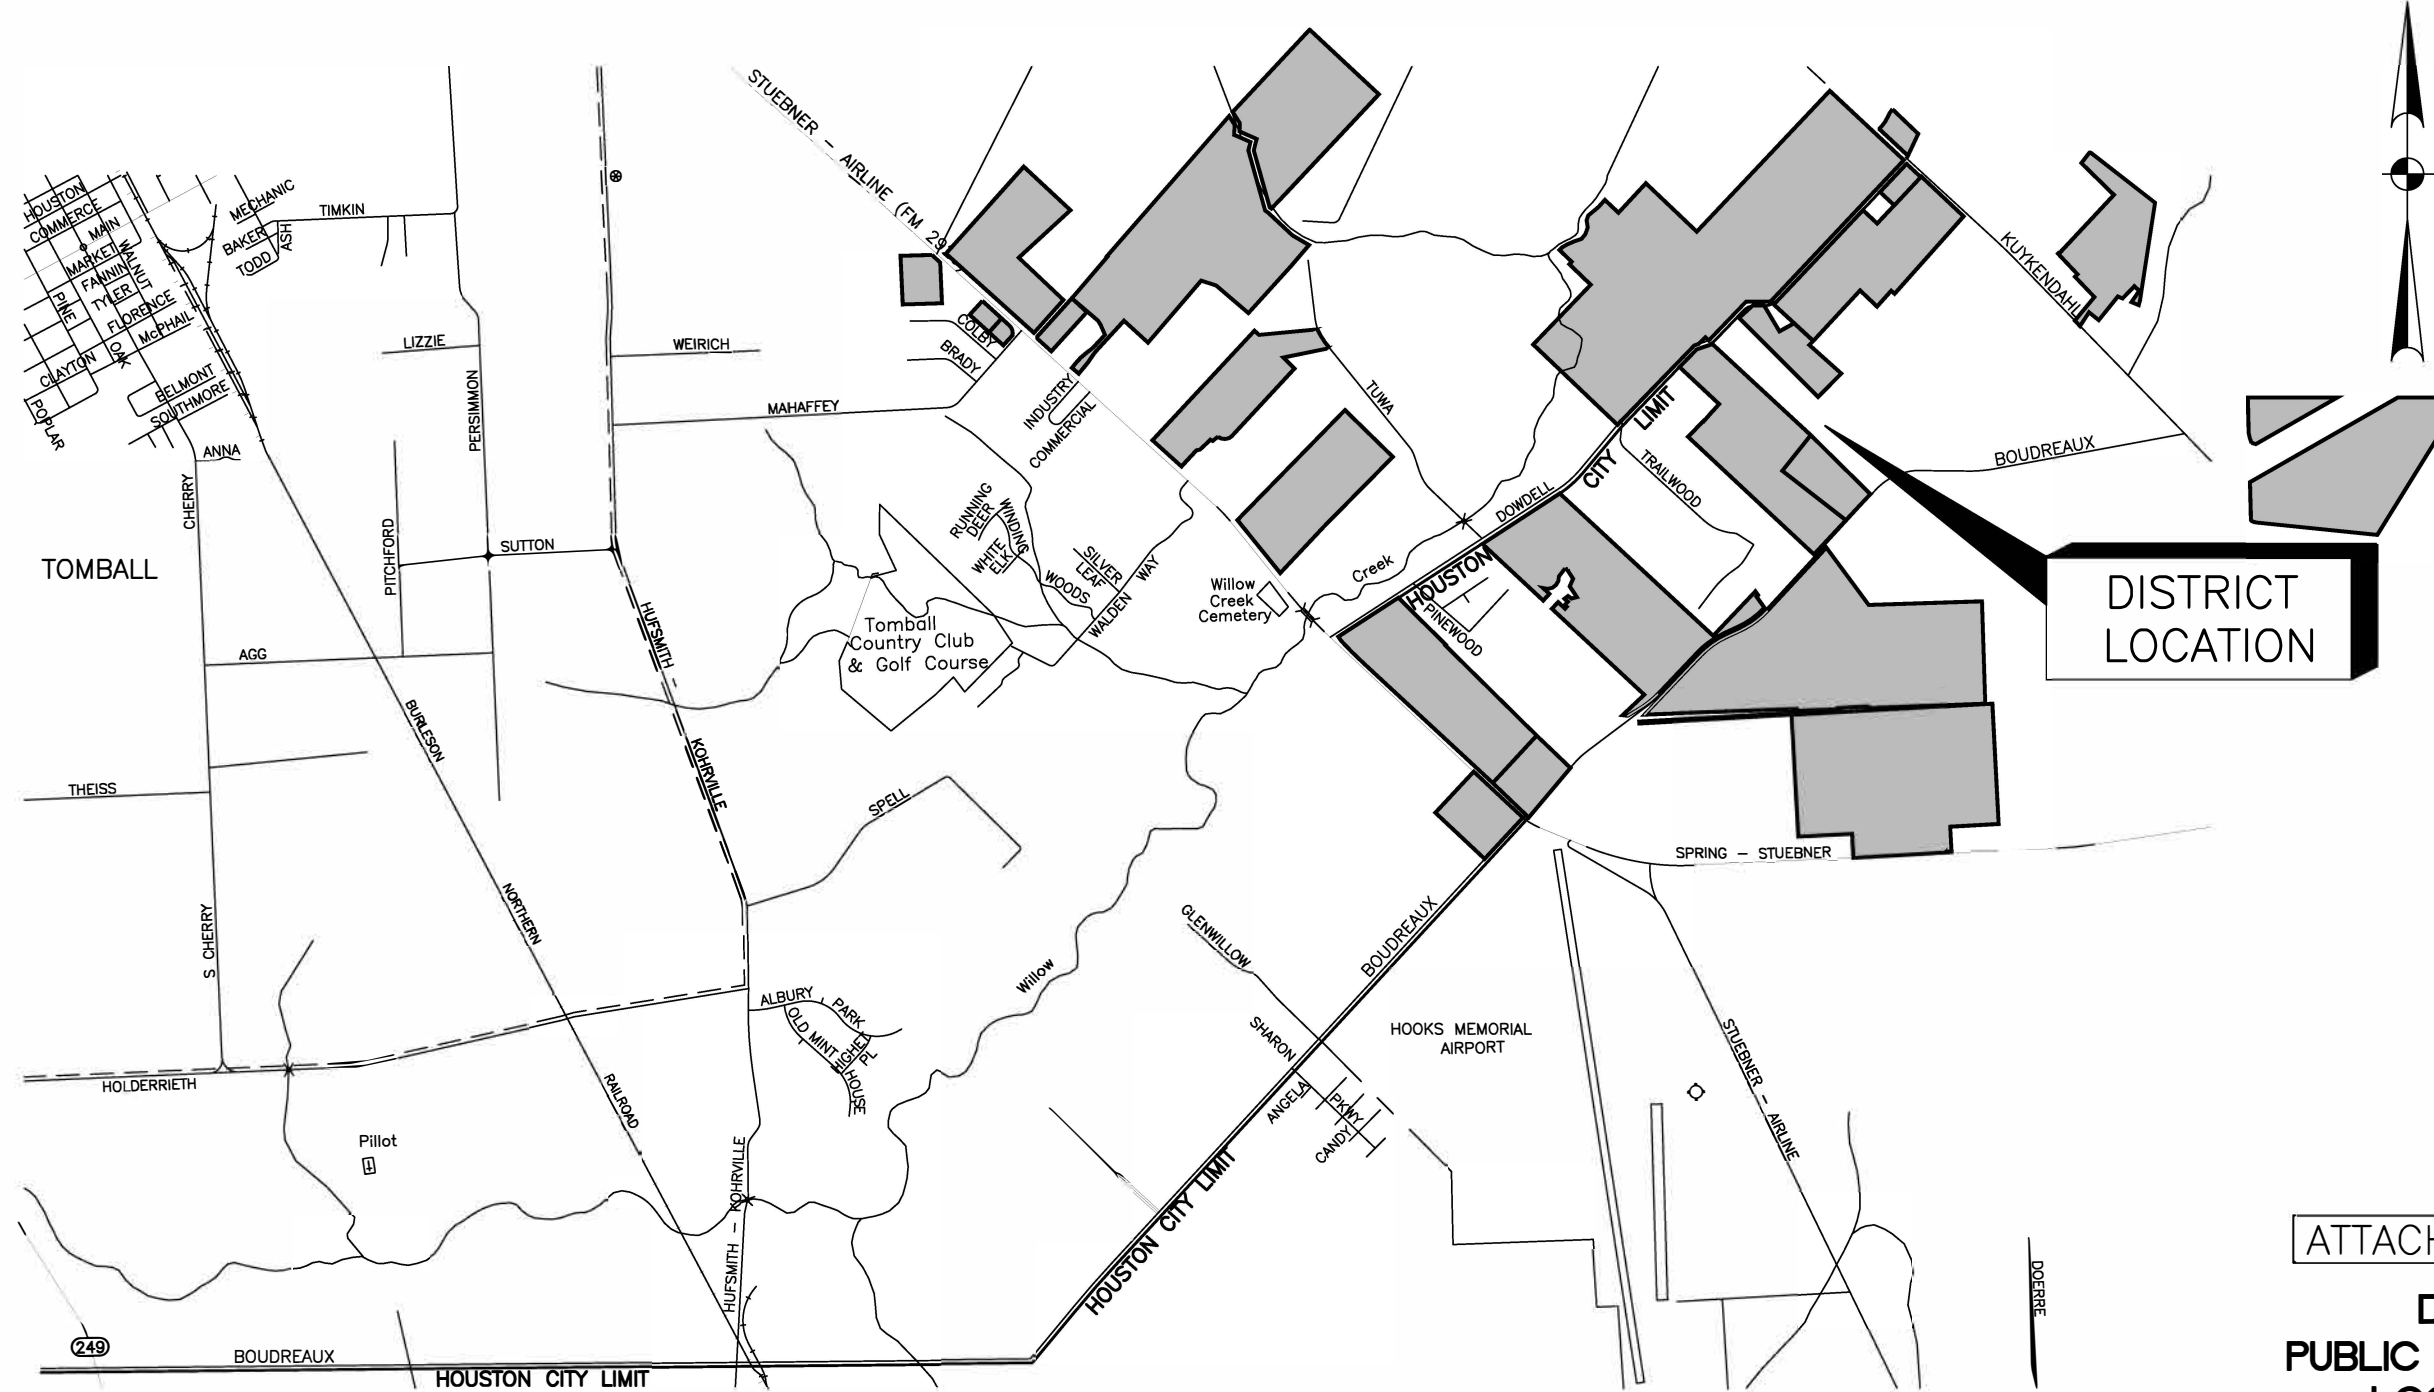 STUEBNER - AIRLINE (FM 29
HOUSTON
COMMERCE
MAIN
MARKET
FANNIN
TYLER
FLORENCE
McPHAIL
WALNUT
PINE
OAK
CLAYTON
POPLAR
BELMONT
SOUTHMORE
MECHANIC
BAKER
TODD
ASH
TIMKIN
ANNA
CHERRY
LIZZIE
PERSIMMON
PITCHFORD
SUTTON
WEIRICH
MAHAFFEY
COLBY
BRADY
INDUSTRY
COMMERCIAL
TUWA
KUYKENDAHL
BOUDREAUX
TRAILWOOD
DOWDELL
HOUSTON
CITY
LIMIT
PINEWOOD
Creek
Willow
Creek
Cemetery
RUNNING
DEER
WINDING
WOODS
WHITE
ELK
SILVER
LEAF
WALDEN
WAY
Tomball
Country Club
& Golf Course
TOMBALL
DISTRICT
LOCATION
AGG
HUFSMITH -
KOHRVILLE
BURLESON
NORTHERN
RAILROAD
THEISS
S CHERRY
SPELL
SPRING - STUEBNER
BOUDREAUX
GLENWILLOW
SHARON
ANGELA
PKWY
CANDY
HOOKS MEMORIAL
AIRPORT
STUEBNER - AIRLINE
Willow
ALBURY
PARK
OLD MINT
HIGHE
PL
HOUSE
HOLDERRIETH
Pillot
HUFSMITH - KOHRVILLE
HOUSTON CITY LIMIT
249
BOUDREAUX
HOUSTON CITY LIMIT
DOERRE
ATTACH
D
PUBLIC